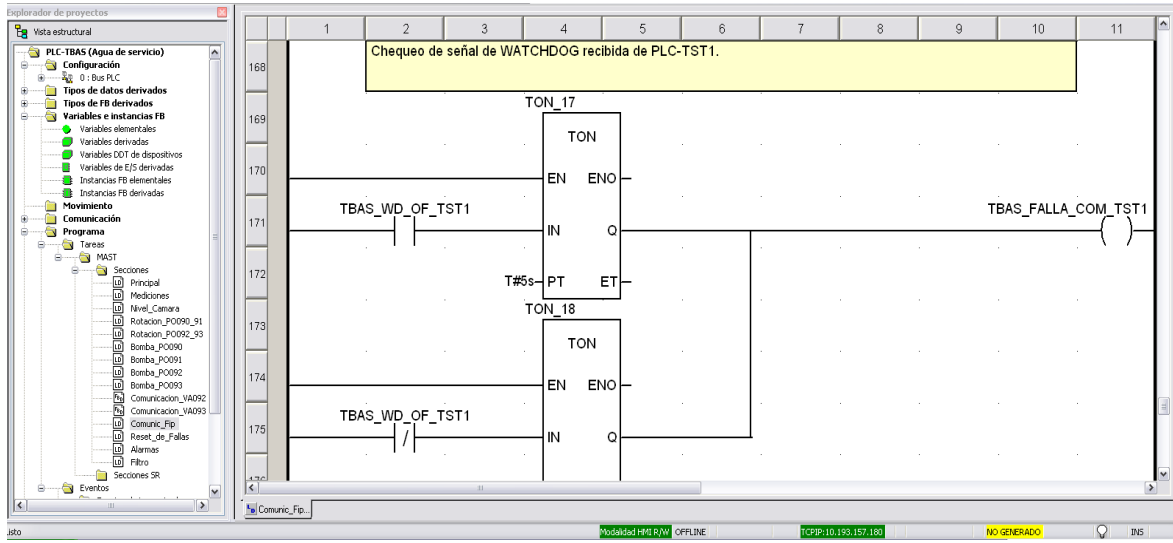 Explorador de proyectos
Vista estructural
PLC-TBAS (Agua de servicio)
Configuración
0 : Bus PLC
Tipos de datos derivados
Tipos de FB derivados
Variables e instancias FB
Variables elementales
Variables derivadas
Variables DDT de dispositivos
Variables de E/S derivadas
Instancias FB elementales
Instancias FB derivadas
Movimiento
Comunicación
Programa
Tareas
MAST
Secciones
Principal
Mediciones
Nivel_Camara
Rotacion_PO090_91
Rotacion_PO092_93
Bomba_PO090
Bomba_PO091
Bomba_PO092
Bomba_PO093
Comunicacion_VA092
Comunicacion_VA093
Comunic_Fip
Reset_de_Fallas
Alarmas
Filtro
Secciones SR
Eventos
1 2 3 4 5 6 7 8 9 10 11
168
Chequeo de señal de WATCHDOG recibida de PLC-TST1.
TON_17
169
TON
170
EN ENO
TBAS_WD_OF_TST1
TBAS_FALLA_COM_TST1
171
IN Q
172
T#5s PT ET
TON_18
173
TON
174
EN ENO
TBAS_WD_OF_TST1
175
IN Q
176
Comunic_Fip...
Listo
Modalidad HMI R/W OFFLINE TCPIP:10.193.157.180 NO GENERADO INS